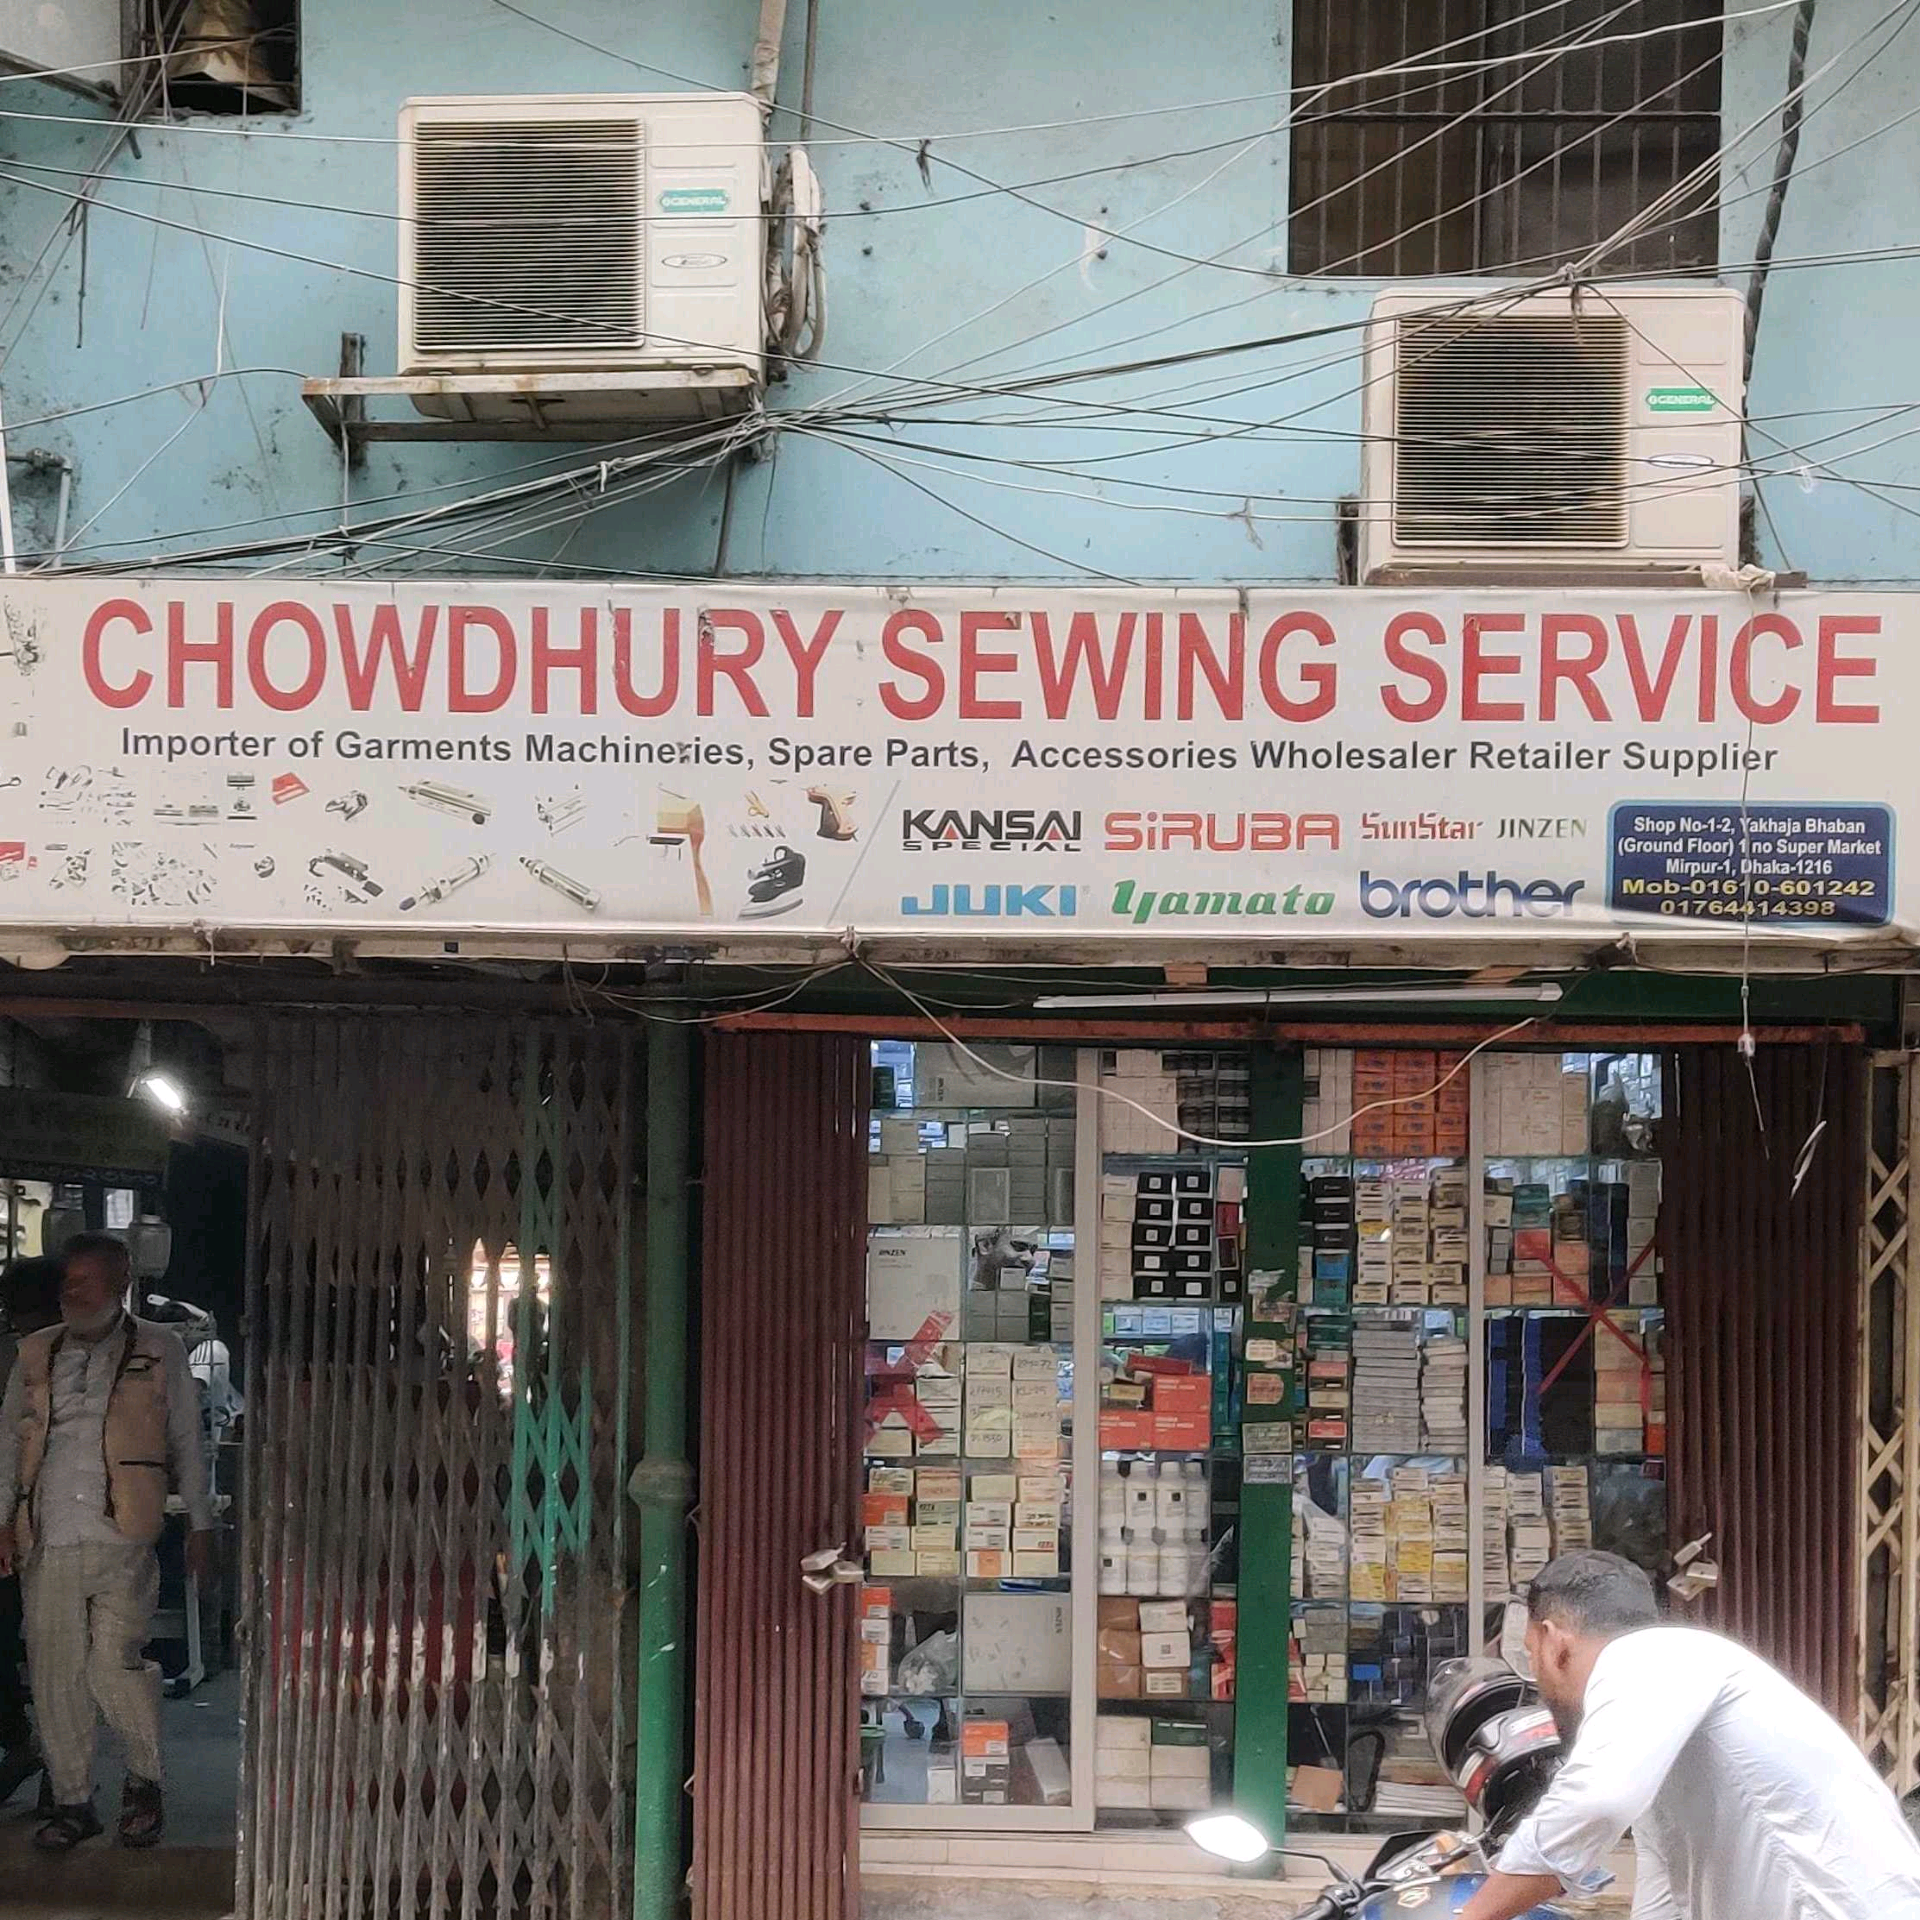 GENERAL
GENERAL
CHOWDHURY SEWING SERVICE
Importer of Garments Machineries, Spare Parts, Accessories Wholesaler Retailer Supplier
KANSAI SPECIAL
SiRUBA
SunStar
JINZEN
JUKI
yamato
brother
Shop No-1-2, Yakhaja Bhaban
(Ground Floor) 1 no Super Market
Mirpur-1, Dhaka-1216
Mob-01610-601242
01764414398
JINZEN